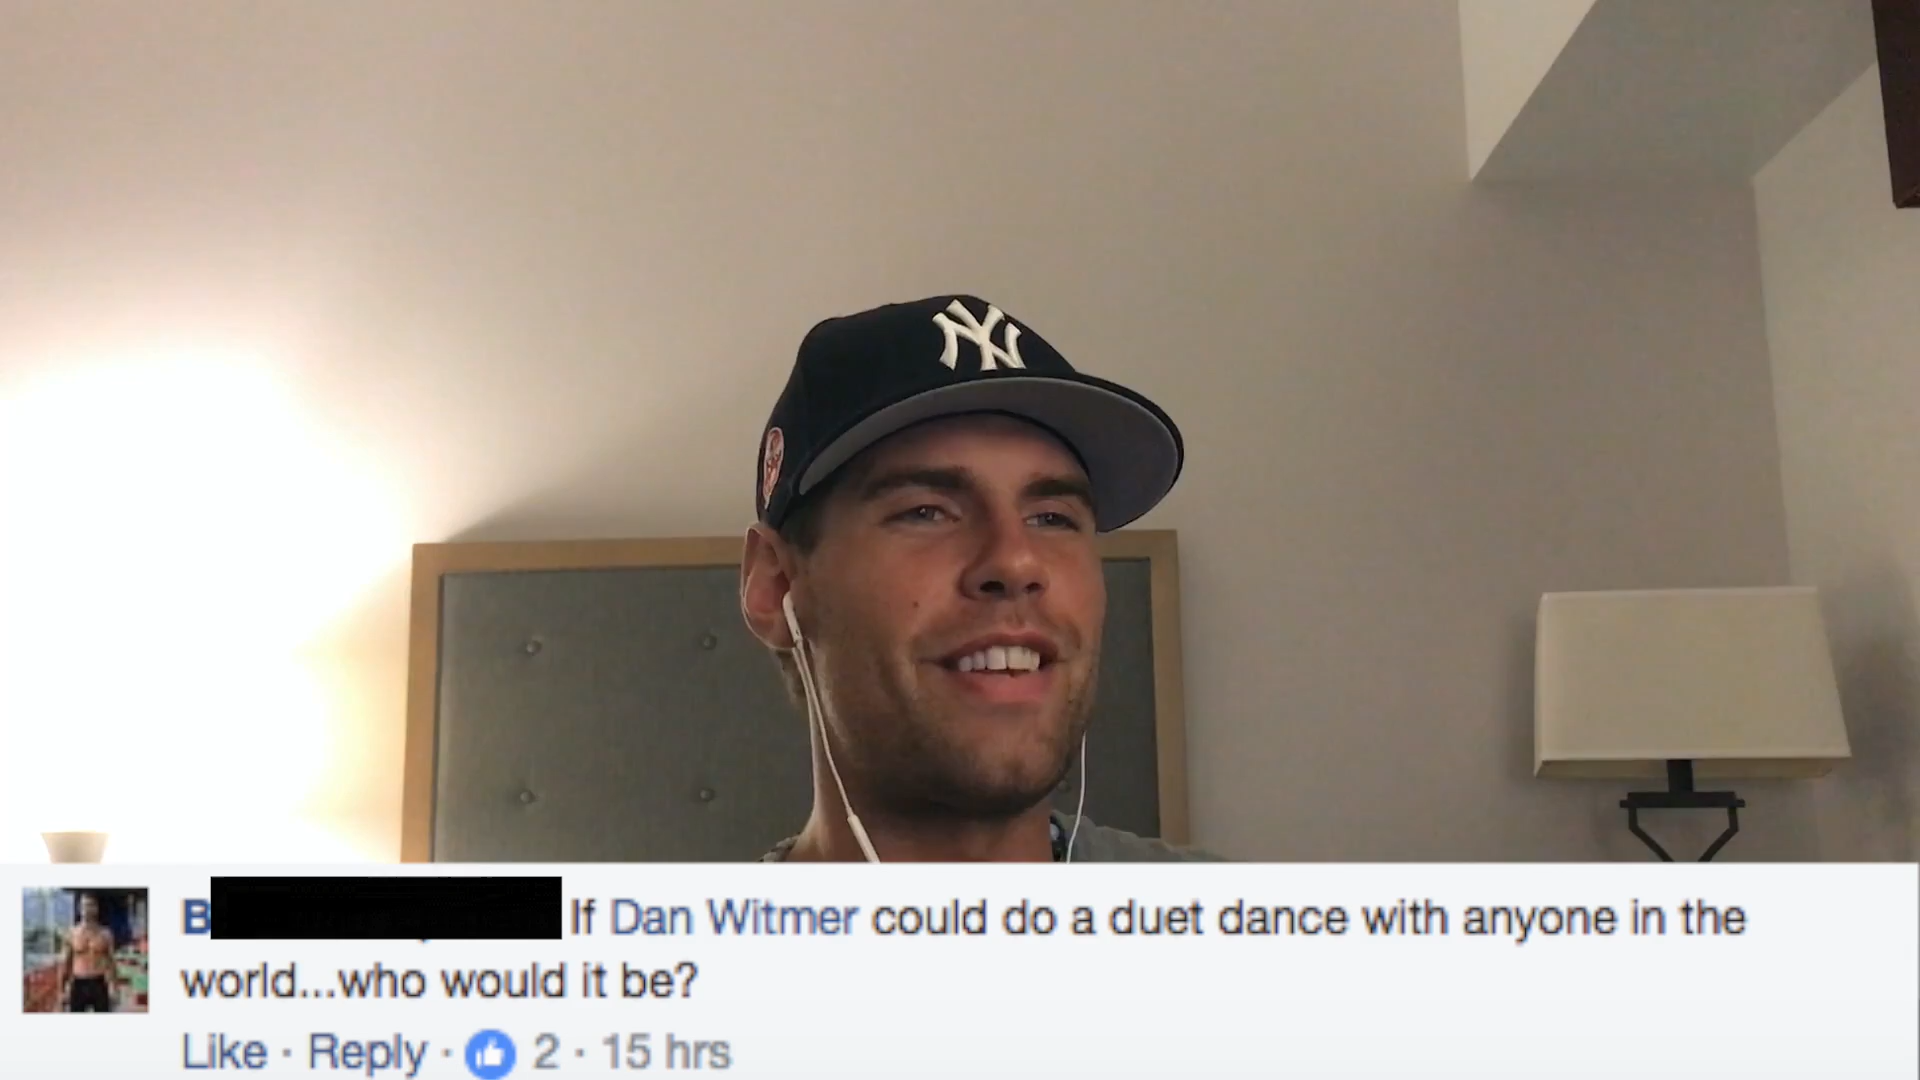 NY
B If Dan Witmer could do a duet dance with anyone in the
world...who would it be?
Like · Reply · 2 · 15 hrs